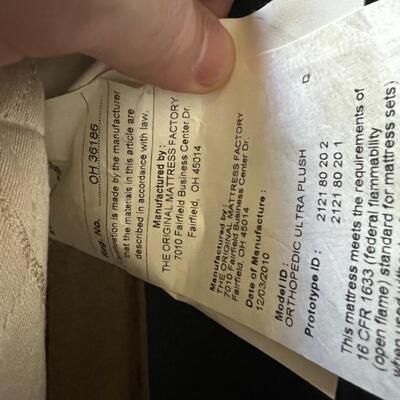 Reg. No. OH 36186
is made by the manufacturer
that the materials in this article are
described in accordance with law.
Manufactured by :
THE ORIGINAL MATTRESS FACTORY
7010 Fairfield Business Center Dr.
Fairfield, OH 45014
Manufactured by :
THE ORIGINAL MATTRESS FACTORY
7010 Fairfield Business Center Dr.
Fairfield, OH 45014
Date of Manufacture :
12/03/2010
Model ID :
ORTHOPEDIC ULTRA PLUSH
Prototype ID :
2121 80 20 2
2121 80 20 1
D
This mattress meets the requirements of
16 CFR 1633 (federal flammability
(open flame) standard for mattress sets)
when used